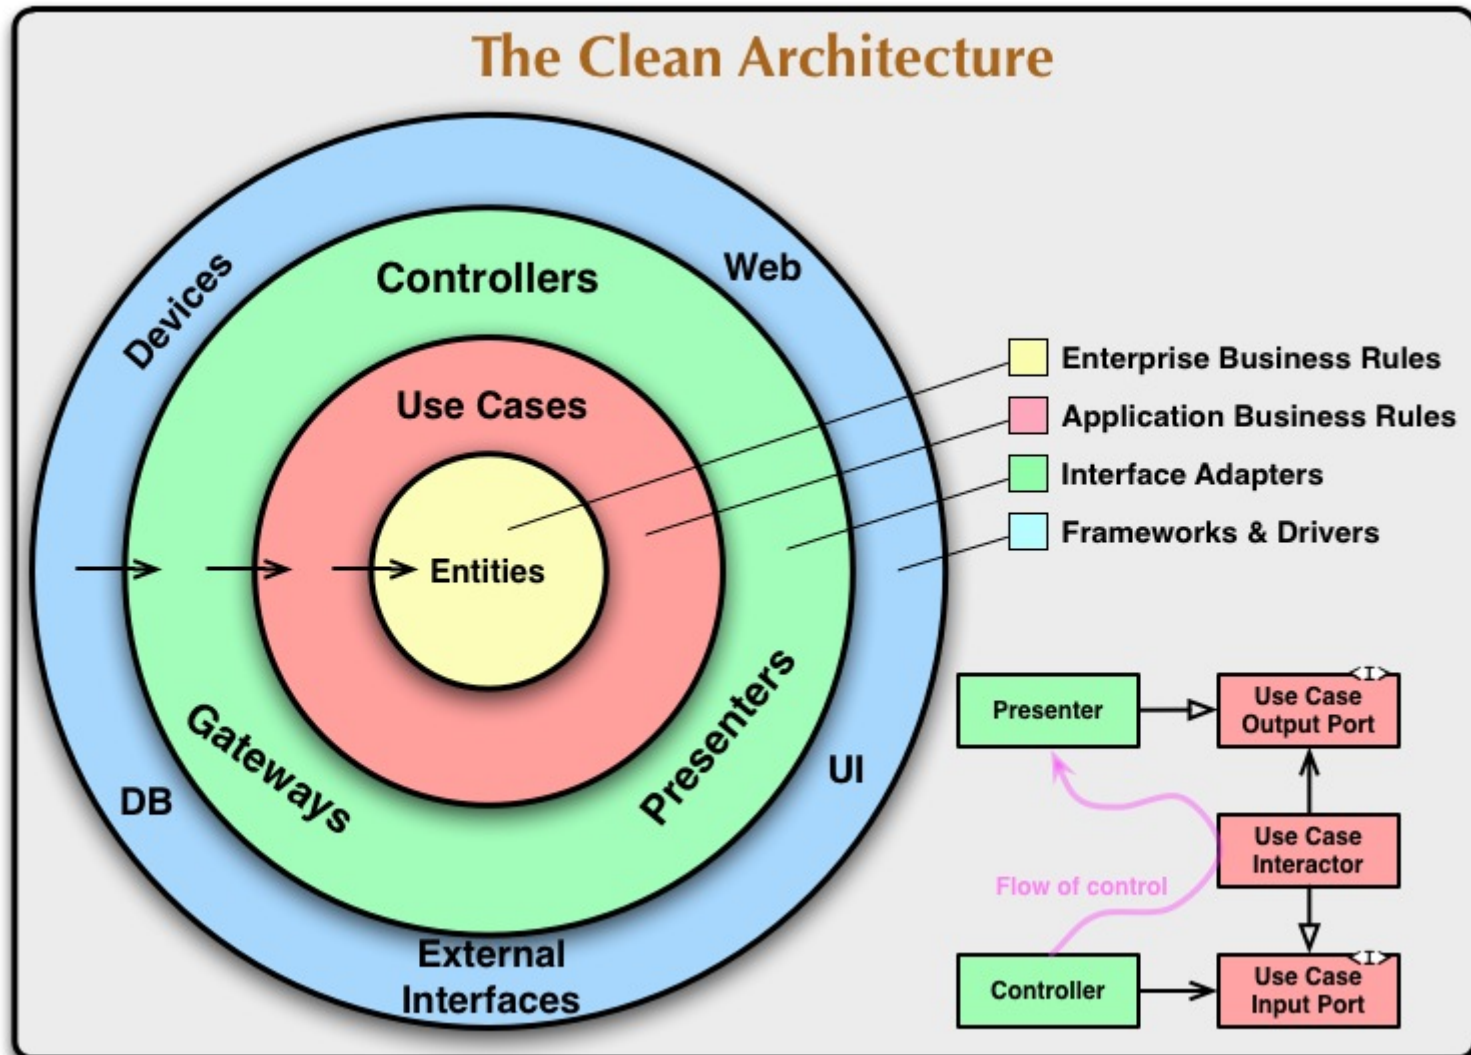 The Clean Architecture
Devices
Controllers
Web
Use Cases
Entities
Gateways
Presenters
DB
UI
External
Interfaces
Enterprise Business Rules
Application Business Rules
Interface Adapters
Frameworks & Drivers
Presenter
<I>
Use Case
Output Port
Flow of control
Use Case
Interactor
Controller
<I>
Use Case
Input Port